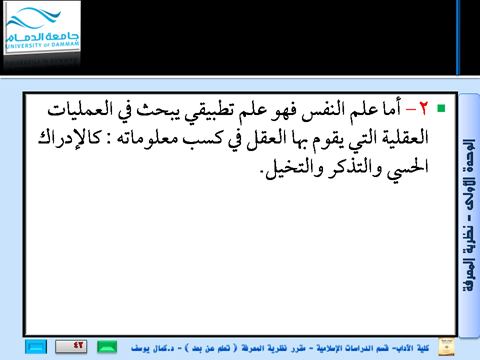 جامعة الدمام
UNIVERSITY OF DAMMAM
٢- أما علم النفس فهو علم تطبيقي يبحث في العمليات
العقلية التي يقوم بها العقل في كسب معلوماته : كالإدراك
الحسي والتذكر والتخيل.
الوحدة الاولى - نظرية المعرفة
كلية الآداب- قسم الدراسات الإسلامية - مقرر نظرية المعرفة ( تعلم عن بعد ) - د.كمال يوسف
٤٢